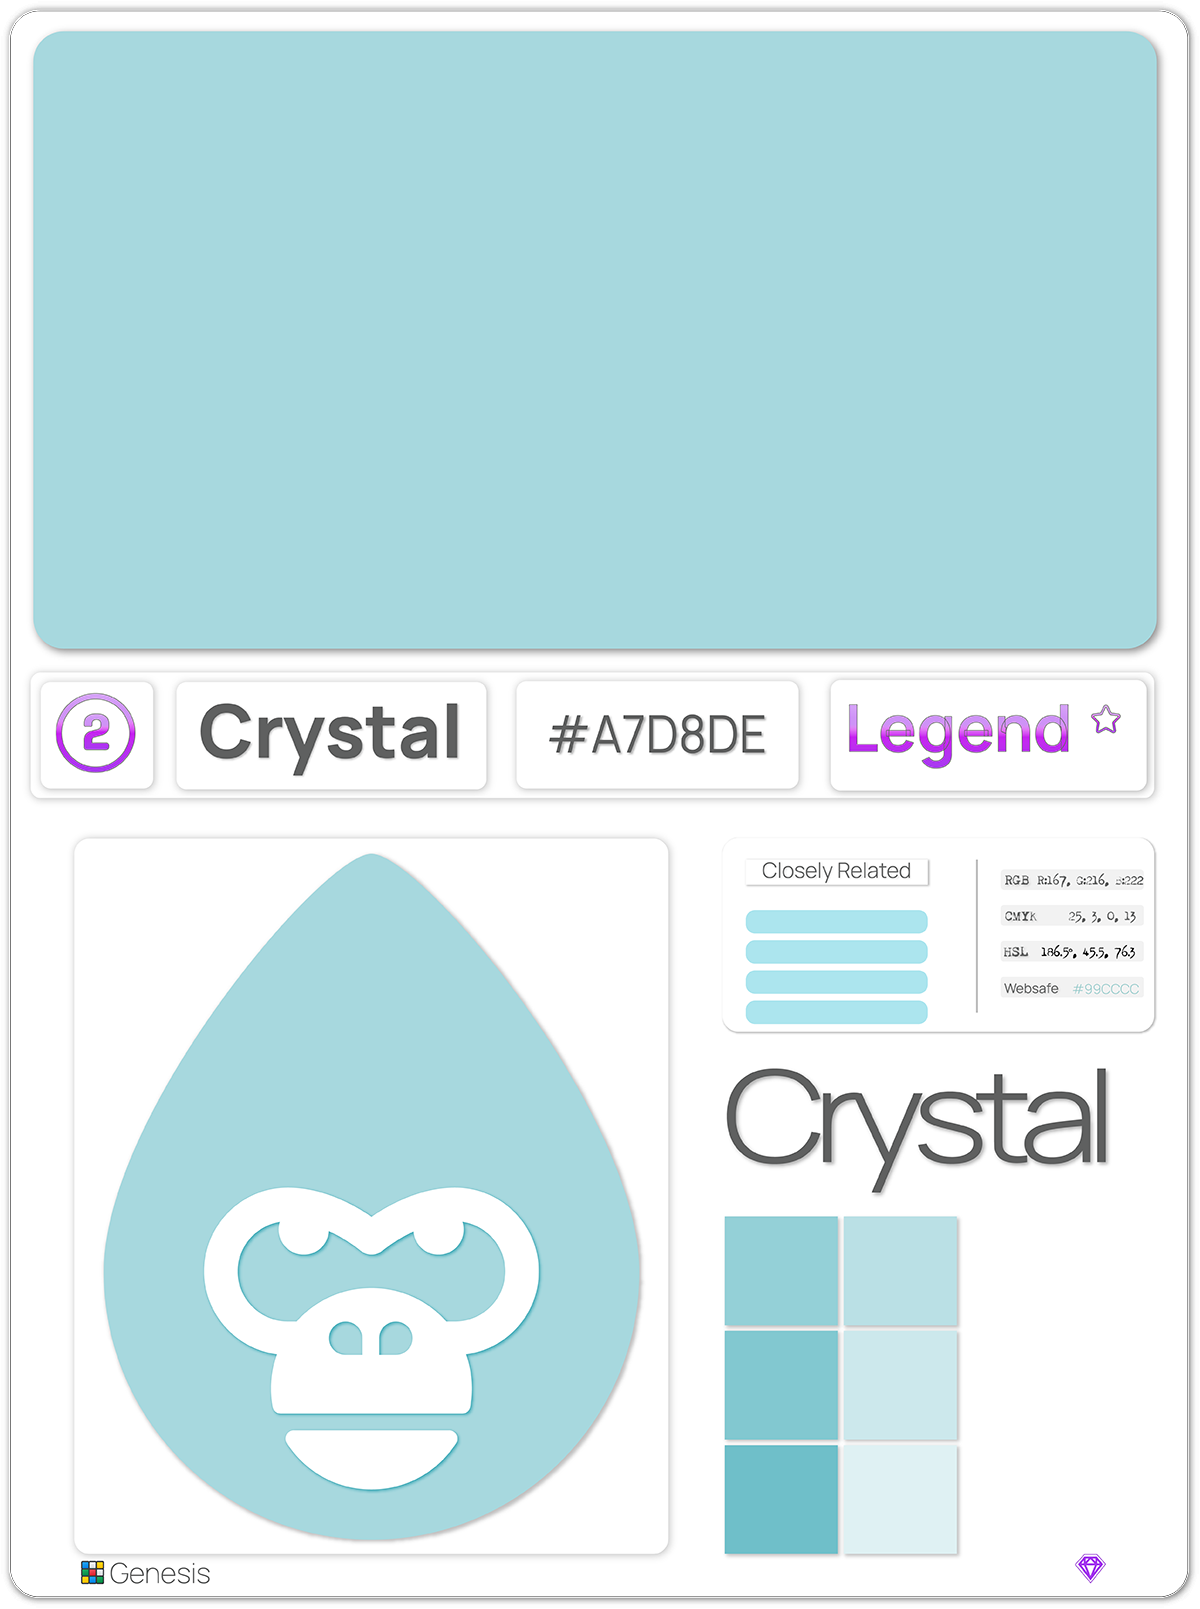 2 Crystal #A7D8DE Legend
Closely Related
RGB R:167, G:216, B:222
CMYK 25, 3, 0, 13
HSL 186.5°, 45.5, 76.3
Websafe #99CCCC
Crystal
Genesis